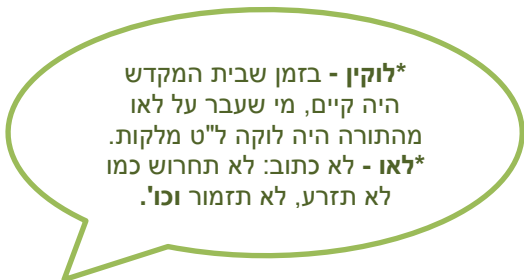 *לוקין - בזמן שבית המקדש
היה קיים, מי שעבר על לאו
מהתורה היה לוקה ל"ט מלקות.
*לאו - לא כתוב: לא תחרוש כמו
לא תזרע, לא תזמור וכו'.